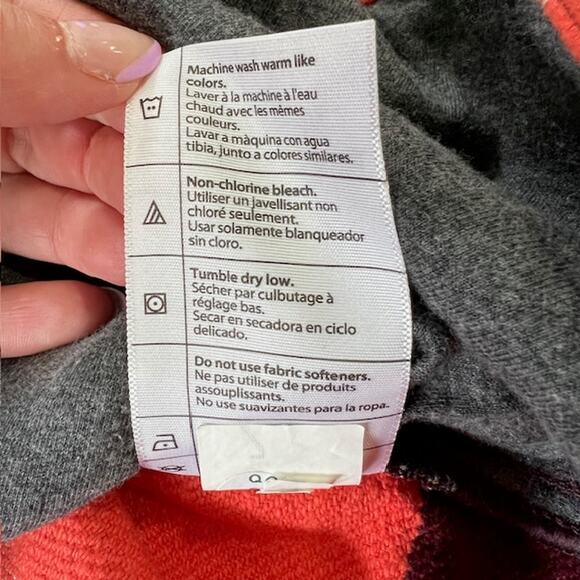 Machine wash warm like
colors.
Laver à la machine à l'eau
chaud avec les mèmes
couleurs.
Lavar a màquina con agua
tibia, junto a colores similares.
Non-chlorine bleach.
Utiliser un javellisant non
chloré seulement.
Usar solamente blanqueador
sin cloro.
Tumble dry low.
Sécher par culbutage à
réglage bas.
Secar en secadora en ciclo
delicado.
Do not use fabric softeners.
Ne pas utiliser de produits
assouplissants.
No use suavizantes para la ropa.